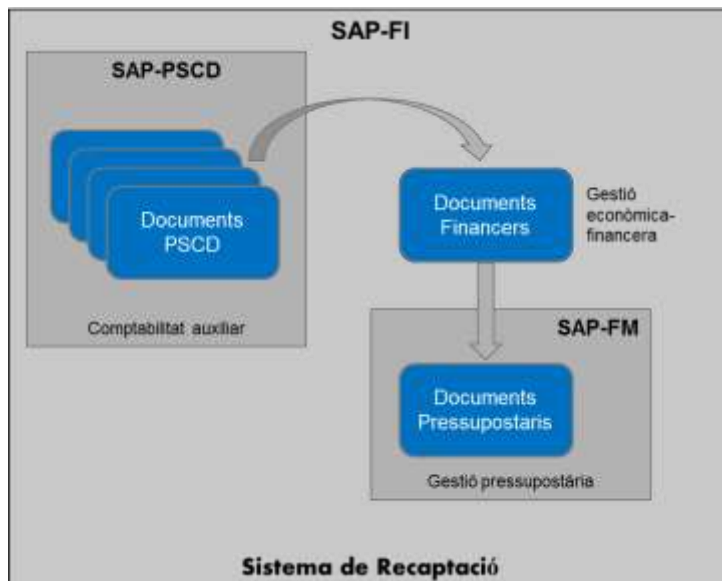 SAP-FI
SAP-PSCD
Documents
PSCD
Comptabilitat auxiliar
Documents
Financers
Gestió
econòmica-
financera
SAP-FM
Documents
Pressupostaris
Gestió pressupostària
Sistema de Recaptació